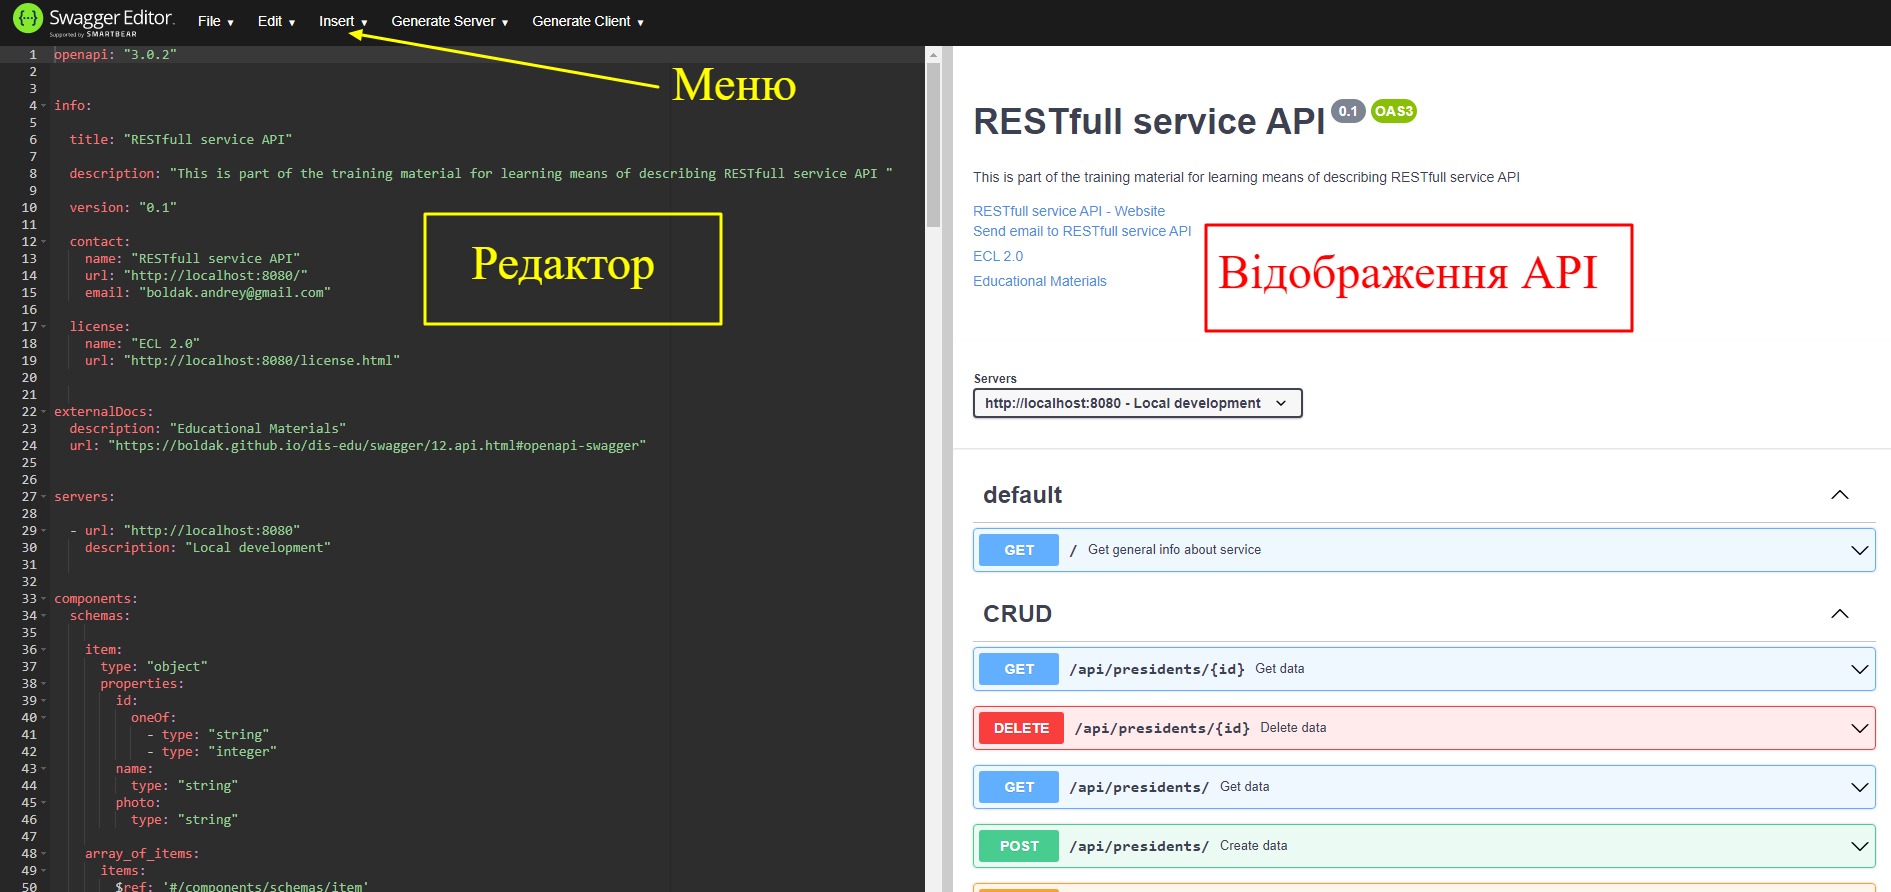 Swagger Editor.
Supported by SMARTBEAR
File Edit Insert Generate Server Generate Client
Меню
1 openapi: "3.0.2"
2
3
4 info:
5
6 title: "RESTfull service API"
7
8 description: "This is part of the training material for learning means of describing RESTfull service API "
9
10 version: "0.1"
11
12 contact:
13 name: "RESTfull service API"
14 url: "http://localhost:8080/"
15 email: "boldak.andrey@gmail.com"
16
17 license:
18 name: "ECL 2.0"
19 url: "http://localhost:8080/license.html"
20
21
22 externalDocs:
23 description: "Educational Materials"
24 url: "https://boldak.github.io/dis-edu/swagger/12.api.html#openapi-swagger"
25
26
27 servers:
28
29 - url: "http://localhost:8080"
30 description: "Local development"
31
32
33 components:
34 schemas:
35
36 item:
37 type: "object"
38 properties:
39 id:
40 oneOf:
41 - type: "string"
42 - type: "integer"
43 name:
44 type: "string"
45 photo:
46 type: "string"
47
48 array_of_items:
49 items:
50 $ref: '#/components/schemas/item'
Редактор
RESTfull service API 0.1 OAS3
This is part of the training material for learning means of describing RESTfull service API
RESTfull service API - Website
Send email to RESTfull service API
ECL 2.0
Educational Materials
Відображення API
Servers
http://localhost:8080 - Local development
default
GET / Get general info about service
CRUD
GET /api/presidents/{id} Get data
DELETE /api/presidents/{id} Delete data
GET /api/presidents/ Get data
POST /api/presidents/ Create data